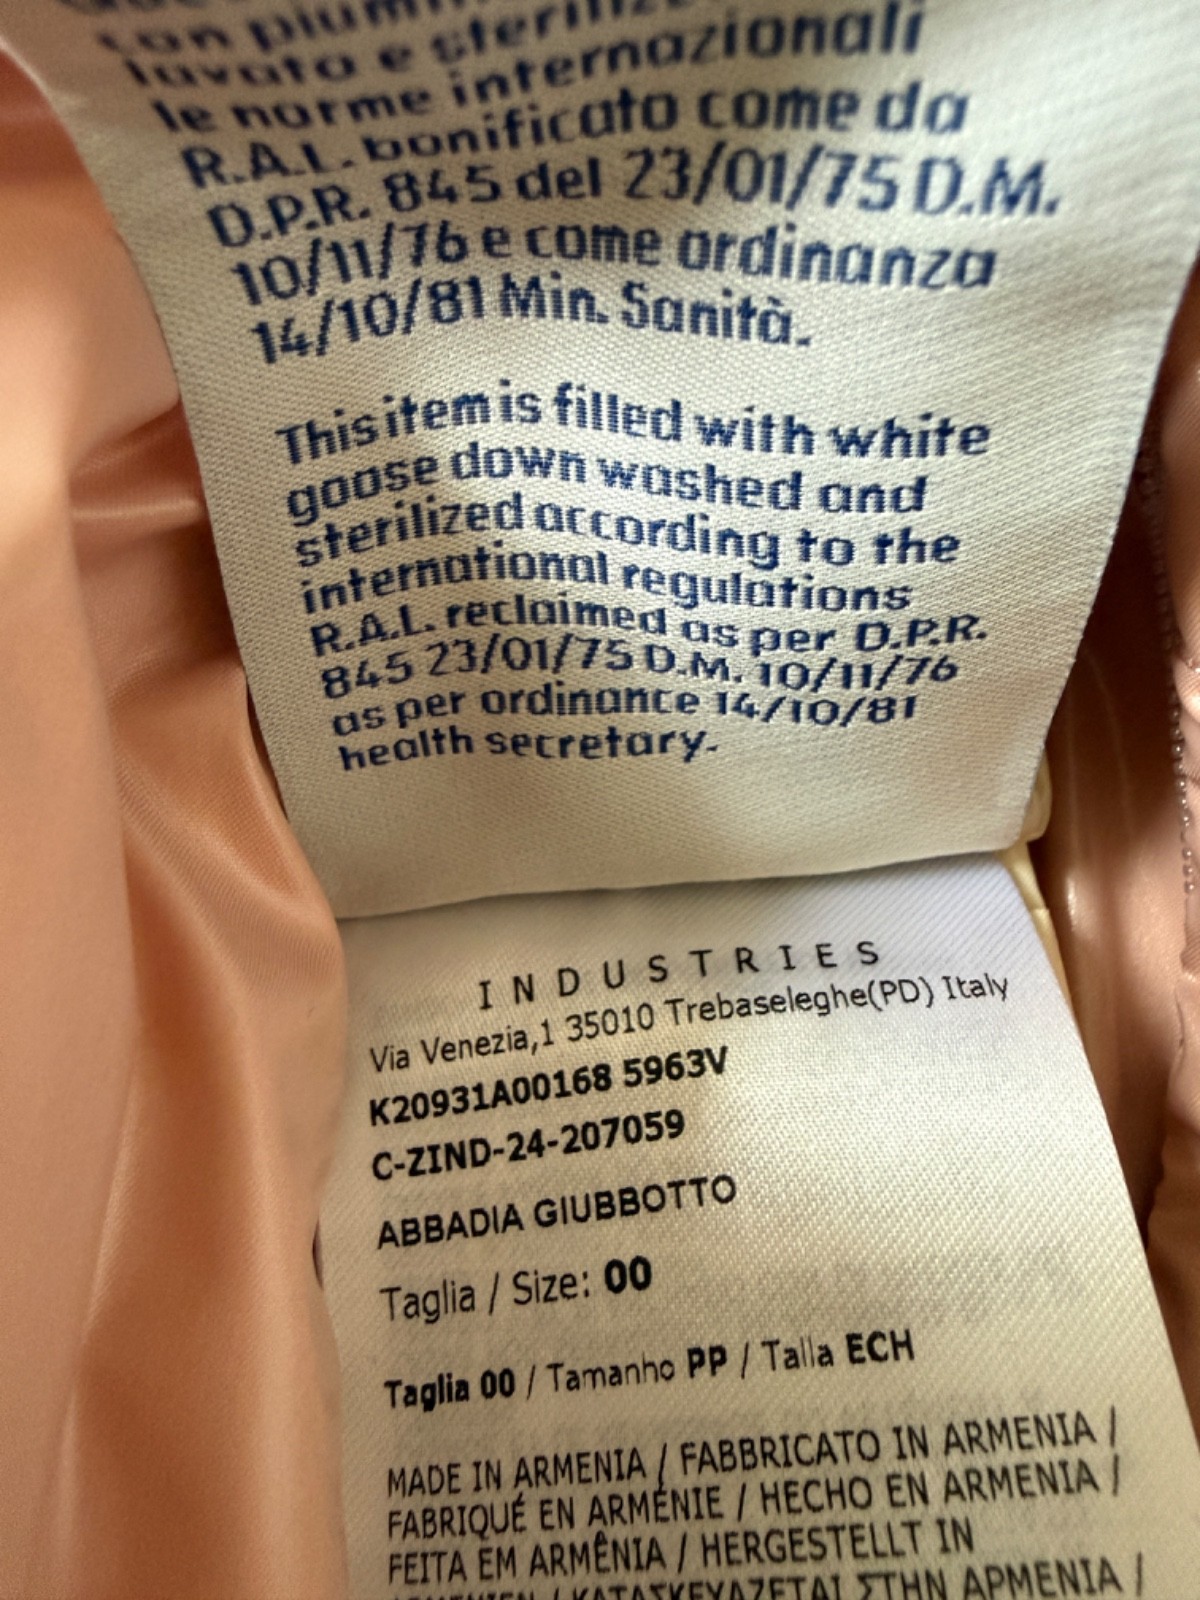 con piumino
lavato e sterilizz
le norme internazionali
R.A.L. bonificato come da
D.P.R. 845 del 23/01/75 D.M.
10/11/76 e come ordinanza
14/10/81 Min. Sanità.
This item is filled with white
goose down washed and
sterilized according to the
international regulations
R.A.L. reclaimed as per D.P.R.
845 23/01/75 D.M. 10/11/76
as per ordinance 14/10/81
health secretary.
INDUSTRIES
Via Venezia,1 35010 Trebaseleghe(PD) Italy
K20931A00168 5963V
C-ZIND-24-207059
ABBADIA GIUBBOTTO
Taglia / Size: 00
Taglia 00 / Tamanho PP / Talla ECH
MADE IN ARMENIA / FABBRICATO IN ARMENIA /
FABRIQUÉ EN ARMÉNIE / HECHO EN ARMENIA /
FEITA EM ARMÊNIA / HERGESTELLT IN
ARMENIEN / ΚΑΤΑΣΚΕΥΑΖΕΤΑΙ ΣΤΗΝ ΑΡΜΕΝΙΑ /